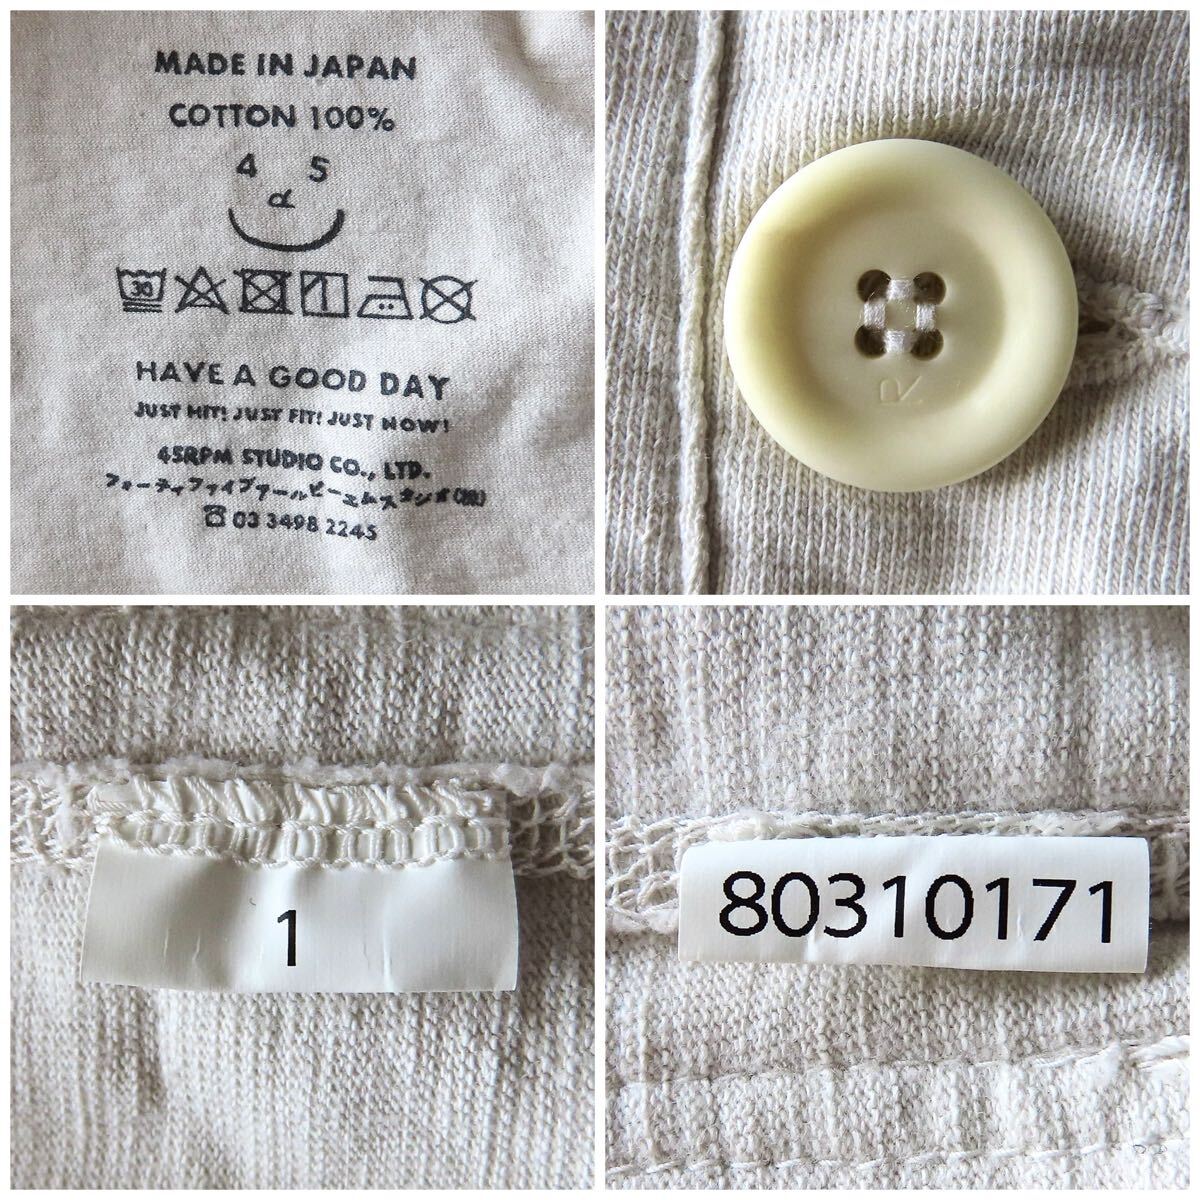 MADE IN JAPAN
COTTON 100%
4 5
R
30
HAVE A GOOD DAY
JUST HIT! JUST FIT! JUST NOW!
45RPM STUDIO CO., LTD.
フォーティファイブアールピーエムスタジオ(株)
☎ 03 3498 2245
R
1
80310171